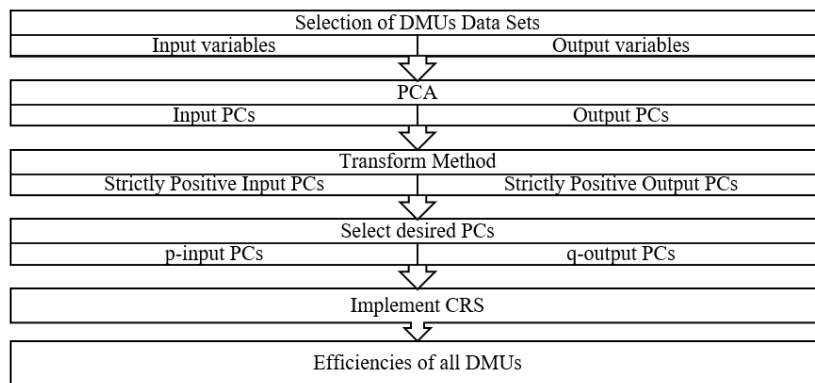 Selection of DMUs Data Sets
Input variables Output variables
PCA
Input PCs Output PCs
Transform Method
Strictly Positive Input PCs Strictly Positive Output PCs
Select desired PCs
p-input PCs q-output PCs
Implement CRS
Efficiencies of all DMUs